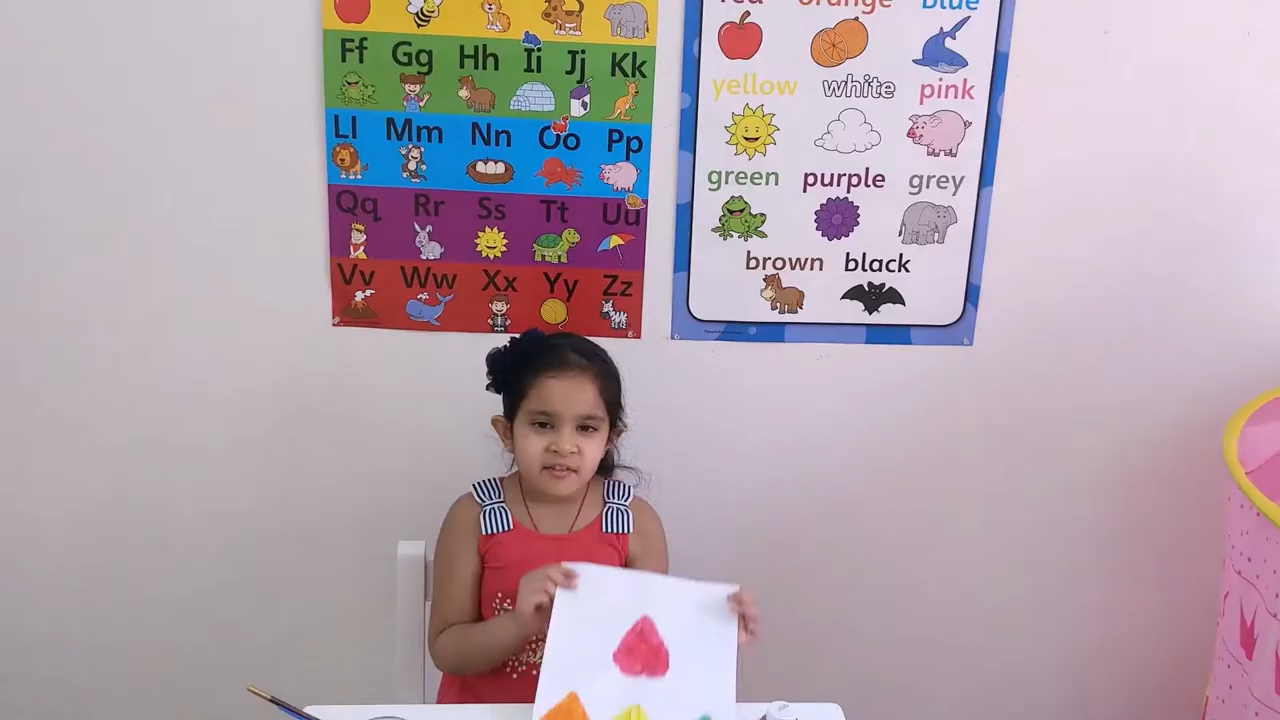 Ff Gg Hh Ii Jj Kk
Ll Mm Nn Oo Pp
Qq Rr Ss Tt Uu
Vv Ww Xx Yy Zz
red orange blue
yellow white pink
green purple grey
brown black